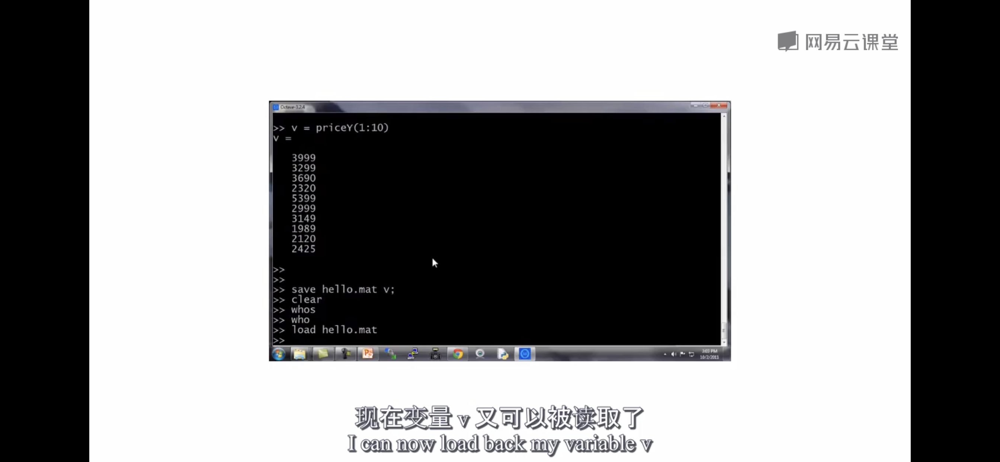 网易云课堂
Octave-3.2.4
>> v = priceY(1:10)
v =
3999
3299
3690
2320
5399
2999
3149
1989
2120
2425
>>
>>
>> save hello.mat v;
>> clear
>> whos
>> who
>> load hello.mat
>>
3:03 PM
10/2/2011
现在变量 v 又可以被读取了
I can now load back my variable v